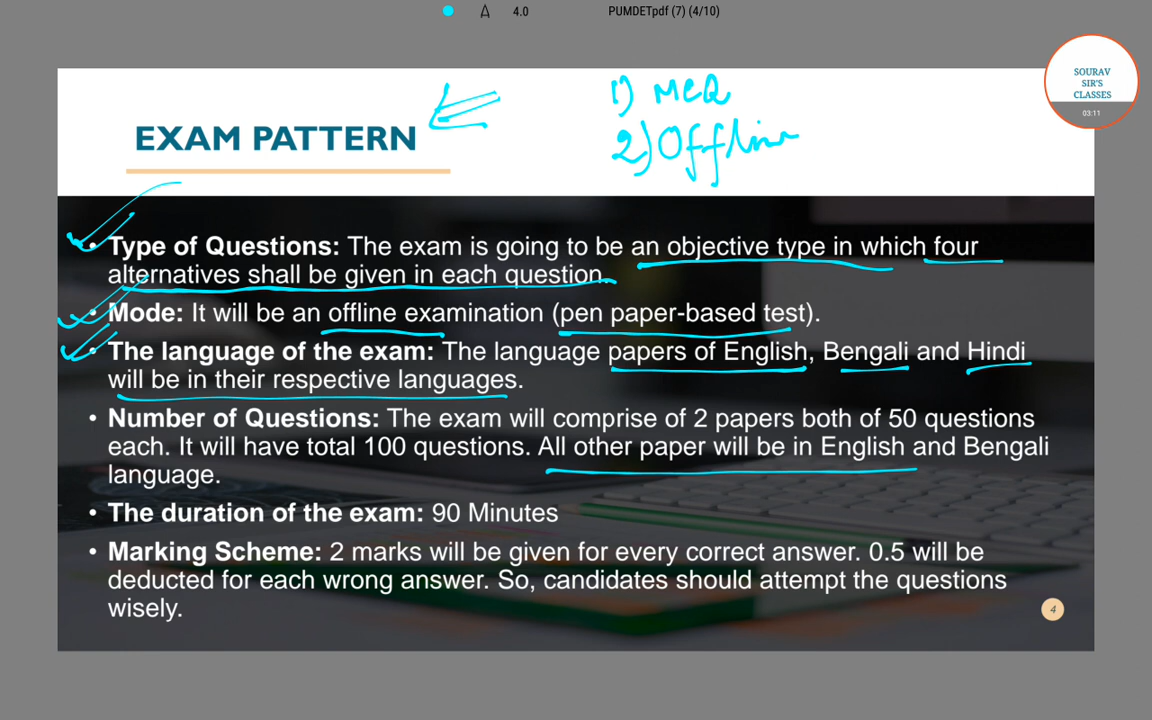 4.0
PUMDETpdf (7) (4/10)
SOURAV
SIR'S
CLASSES
03:11
1) MCQ
2) Offline
EXAM PATTERN
• Type of Questions: The exam is going to be an objective type in which four
alternatives shall be given in each question.
• Mode: It will be an offline examination (pen paper-based test).
• The language of the exam: The language papers of English, Bengali and Hindi
will be in their respective languages.
• Number of Questions: The exam will comprise of 2 papers both of 50 questions
each. It will have total 100 questions. All other paper will be in English and Bengali
language.
• The duration of the exam: 90 Minutes
• Marking Scheme: 2 marks will be given for every correct answer. 0.5 will be
deducted for each wrong answer. So, candidates should attempt the questions
wisely.
4